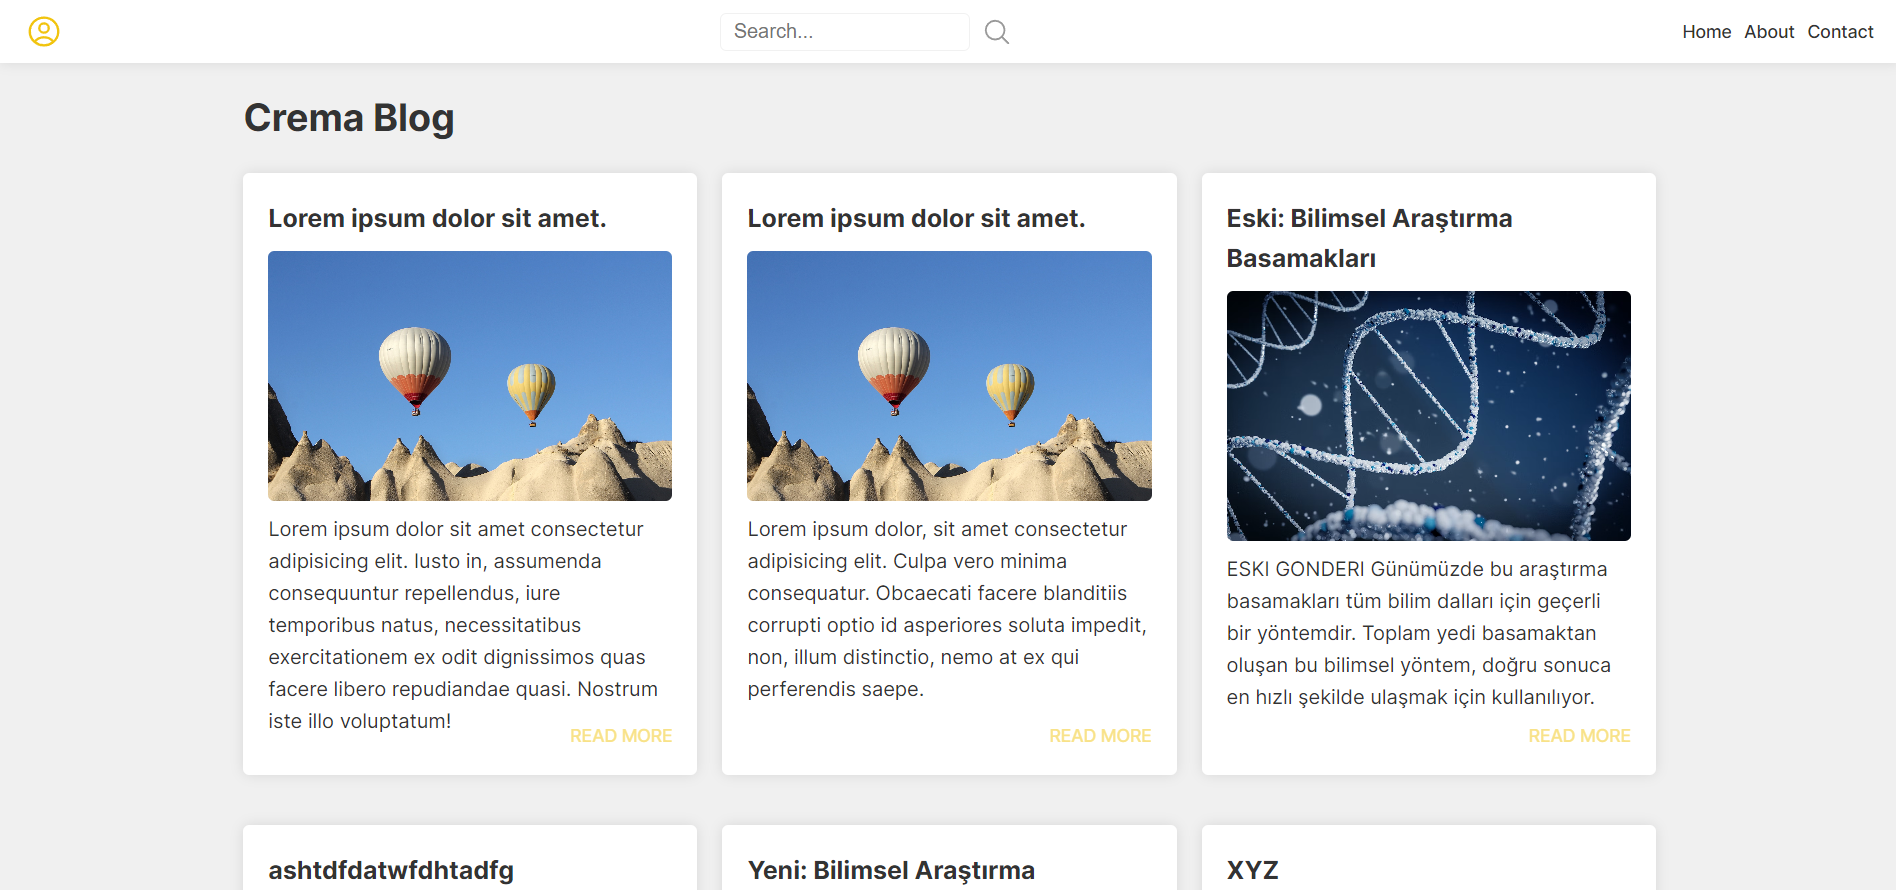 Search...
Home About Contact
Crema Blog
Lorem ipsum dolor sit amet.
Lorem ipsum dolor sit amet consectetur
adipisicing elit. Iusto in, assumenda
consequuntur repellendus, iure
temporibus natus, necessitatibus
exercitationem ex odit dignissimos quas
facere libero repudiandae quasi. Nostrum
iste illo voluptatum!
READ MORE
Lorem ipsum dolor sit amet.
Lorem ipsum dolor, sit amet consectetur
adipisicing elit. Culpa vero minima
consequatur. Obcaecati facere blanditiis
corrupti optio id asperiores soluta impedit,
non, illum distinctio, nemo at ex qui
perferendis saepe.
READ MORE
Eski: Bilimsel Araştırma
Basamakları
ESKI GONDERI Günümüzde bu araştırma
basamakları tüm bilim dalları için geçerli
bir yöntemdir. Toplam yedi basamaktan
oluşan bu bilimsel yöntem, doğru sonuca
en hızlı şekilde ulaşmak için kullanılıyor.
READ MORE
ashtdfdatwfdhtadfg
Yeni: Bilimsel Araştırma
XYZ